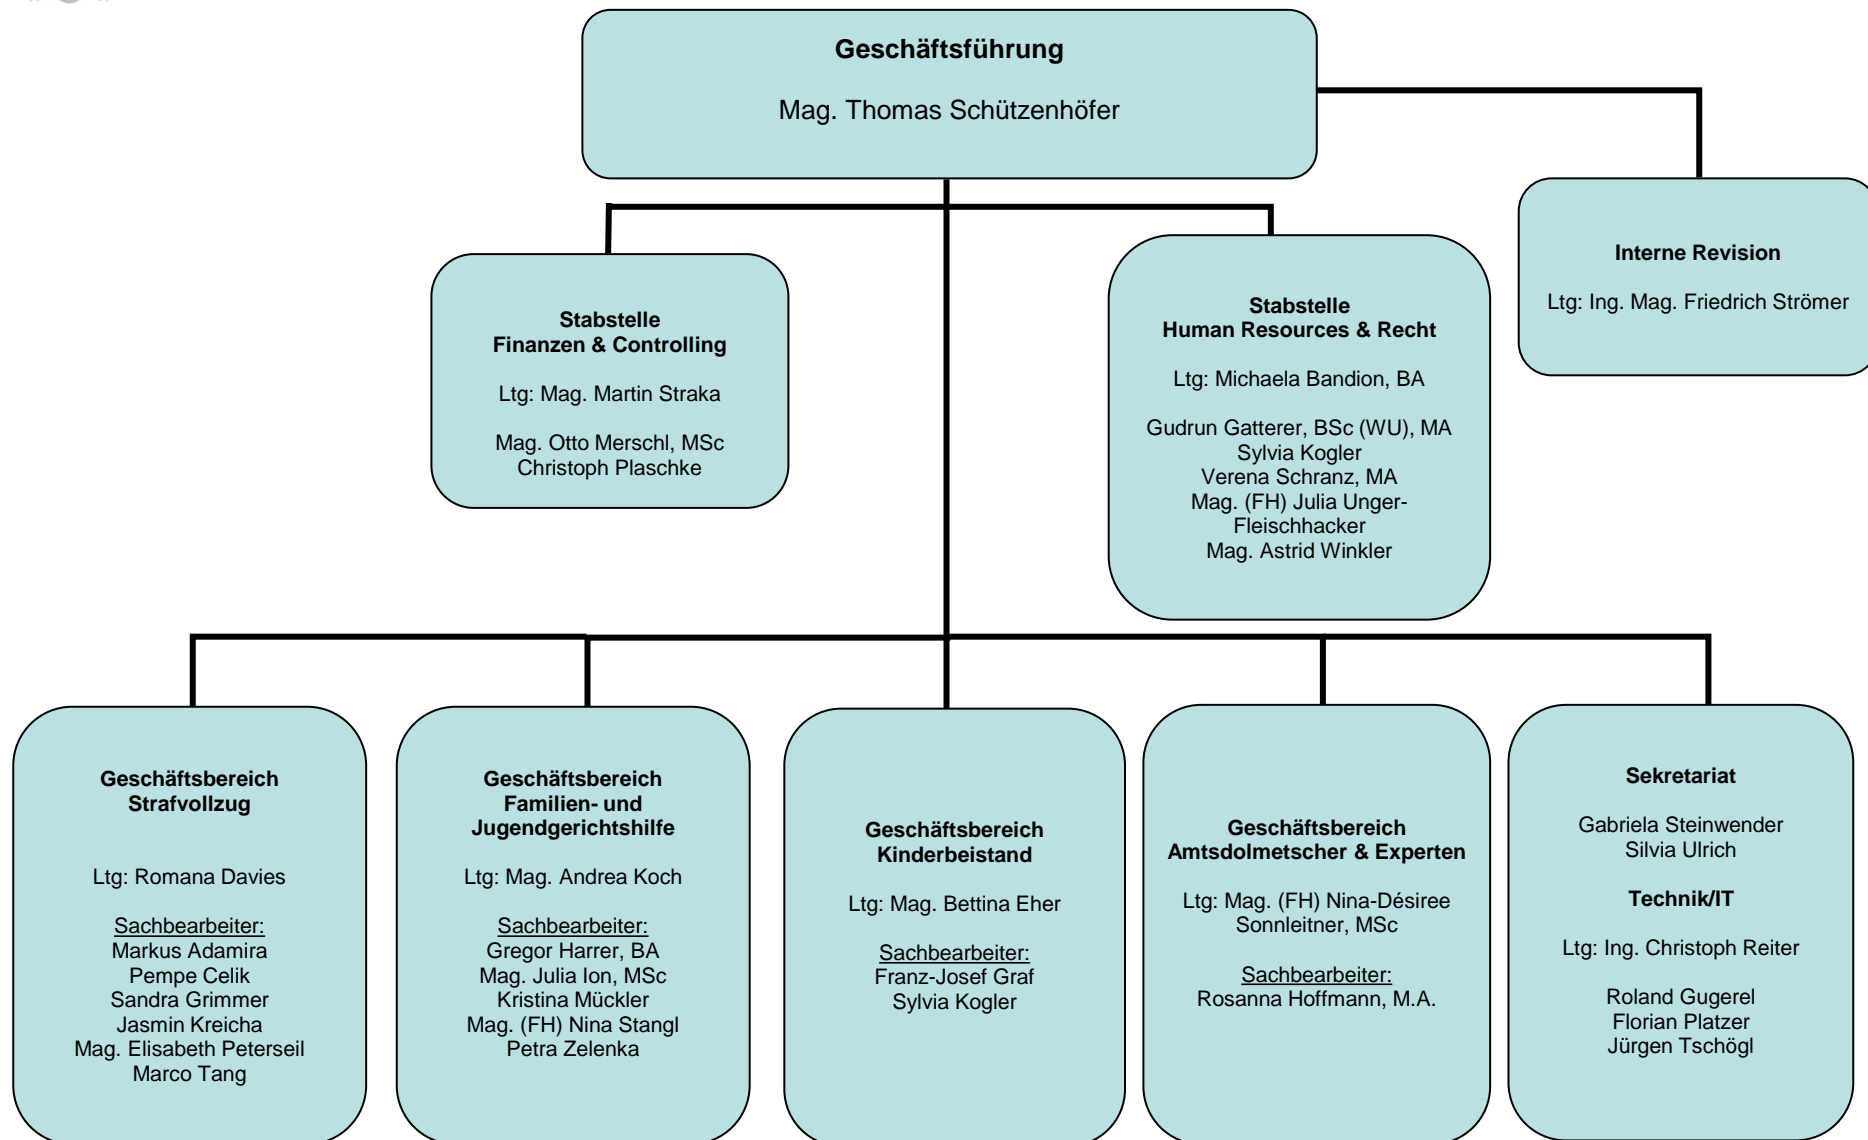 Geschäftsführung
Mag. Thomas Schützenhöfer
Interne Revision
Ltg: Ing. Mag. Friedrich Strömer
Stabstelle
Finanzen & Controlling
Ltg: Mag. Martin Straka
Mag. Otto Merschl, MSc
Christoph Plaschke
Stabstelle
Human Resources & Recht
Ltg: Michaela Bandion, BA
Gudrun Gatterer, BSc (WU), MA
Sylvia Kogler
Verena Schranz, MA
Mag. (FH) Julia Unger-
Fleischhacker
Mag. Astrid Winkler
Geschäftsbereich
Strafvollzug
Ltg: Romana Davies
Sachbearbeiter:
Markus Adamira
Pempe Celik
Sandra Grimmer
Jasmin Kreicha
Mag. Elisabeth Peterseil
Marco Tang
Geschäftsbereich
Familien- und
Jugendgerichtshilfe
Ltg: Mag. Andrea Koch
Sachbearbeiter:
Gregor Harrer, BA
Mag. Julia Ion, MSc
Kristina Mückler
Mag. (FH) Nina Stangl
Petra Zelenka
Geschäftsbereich
Kinderbeistand
Ltg: Mag. Bettina Eher
Sachbearbeiter:
Franz-Josef Graf
Sylvia Kogler
Geschäftsbereich
Amtsdolmetscher & Experten
Ltg: Mag. (FH) Nina-Désiree
Sonnleitner, MSc
Sachbearbeiter:
Rosanna Hoffmann, M.A.
Sekretariat
Gabriela Steinwender
Silvia Ulrich
Technik/IT
Ltg: Ing. Christoph Reiter
Roland Gugerel
Florian Platzer
Jürgen Tschögl